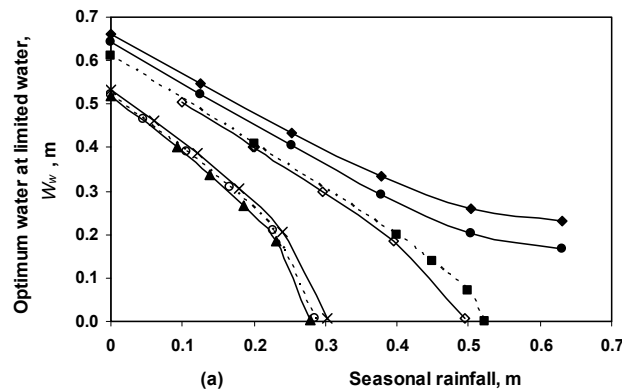 Optimum water at limited water,
W_w , m
0.7
0.6
0.5
0.4
0.3
0.2
0.1
0.0
0 0.1 0.2 0.3 0.4 0.5 0.6 0.7
(a) Seasonal rainfall, m